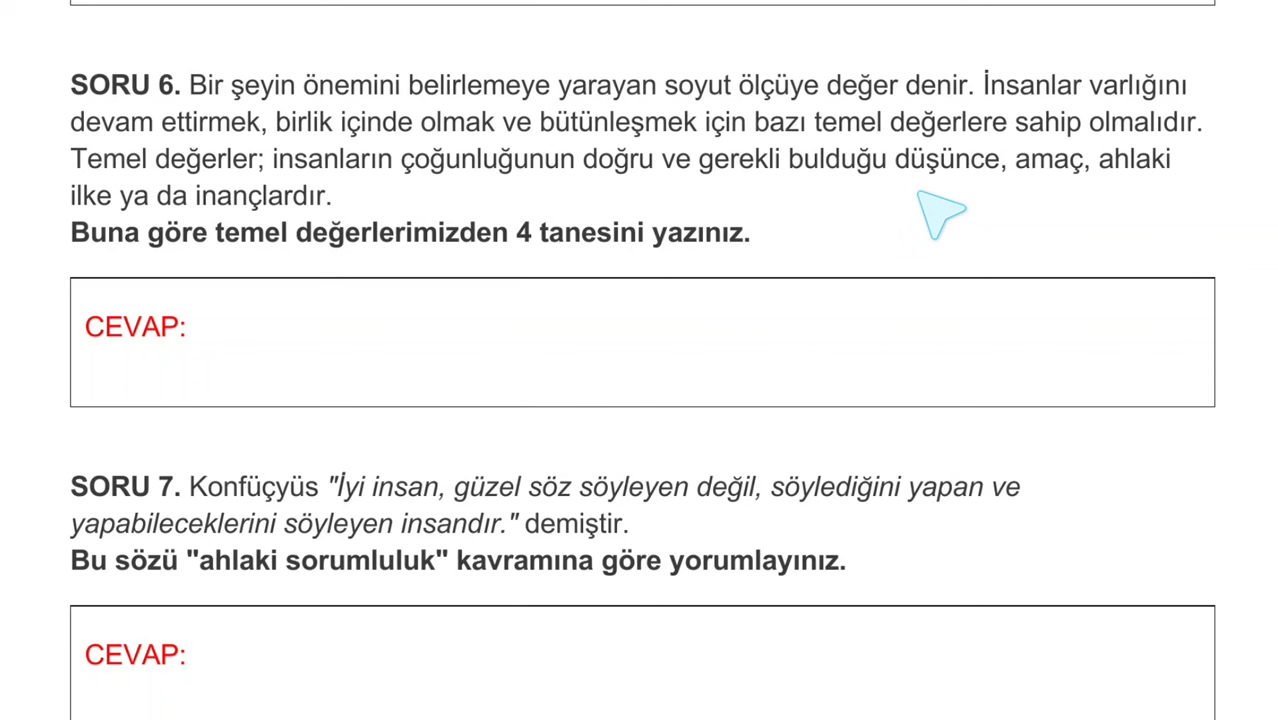 SORU 6. Bir şeyin önemini belirlemeye yarayan soyut ölçüye değer denir. İnsanlar varlığını
devam ettirmek, birlik içinde olmak ve bütünleşmek için bazı temel değerlere sahip olmalıdır.
Temel değerler; insanların çoğunluğunun doğru ve gerekli bulduğu düşünce, amaç, ahlaki
ilke ya da inançlardır.
Buna göre temel değerlerimizden 4 tanesini yazınız.
CEVAP:
SORU 7. Konfüçyüs "İyi insan, güzel söz söyleyen değil, söylediğini yapan ve
yapabileceklerini söyleyen insandır." demiştir.
Bu sözü "ahlaki sorumluluk" kavramına göre yorumlayınız.
CEVAP: